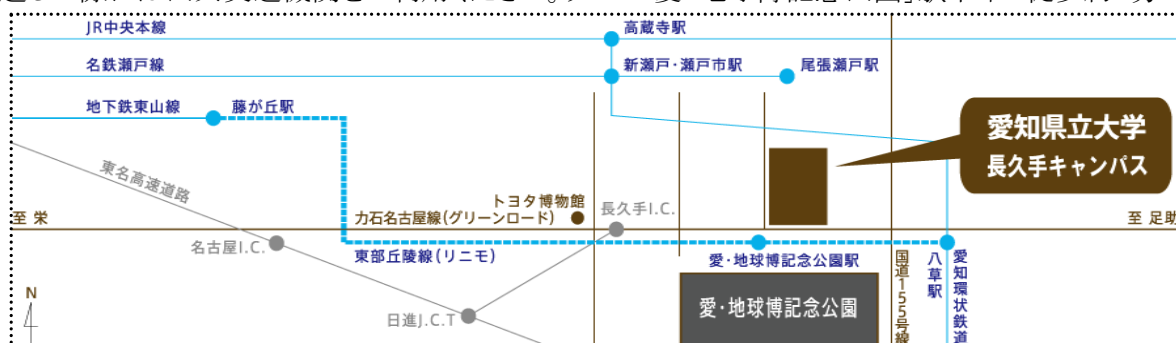 JR中央本線
高蔵寺駅
名鉄瀬戸線
新瀬戸・瀬戸市駅
尾張瀬戸駅
地下鉄東山線
藤が丘駅
愛知県立大学
長久手キャンパス
東名高速道路
トヨタ博物館
長久手I.C.
至 栄
力石名古屋線(グリーンロード)
至 足助
名古屋I.C.
東部丘陵線(リニモ)
愛・地球博記念公園駅
国道155号線
八草駅
愛知環状鉄道
N
日進J.C.T
愛・地球博記念公園